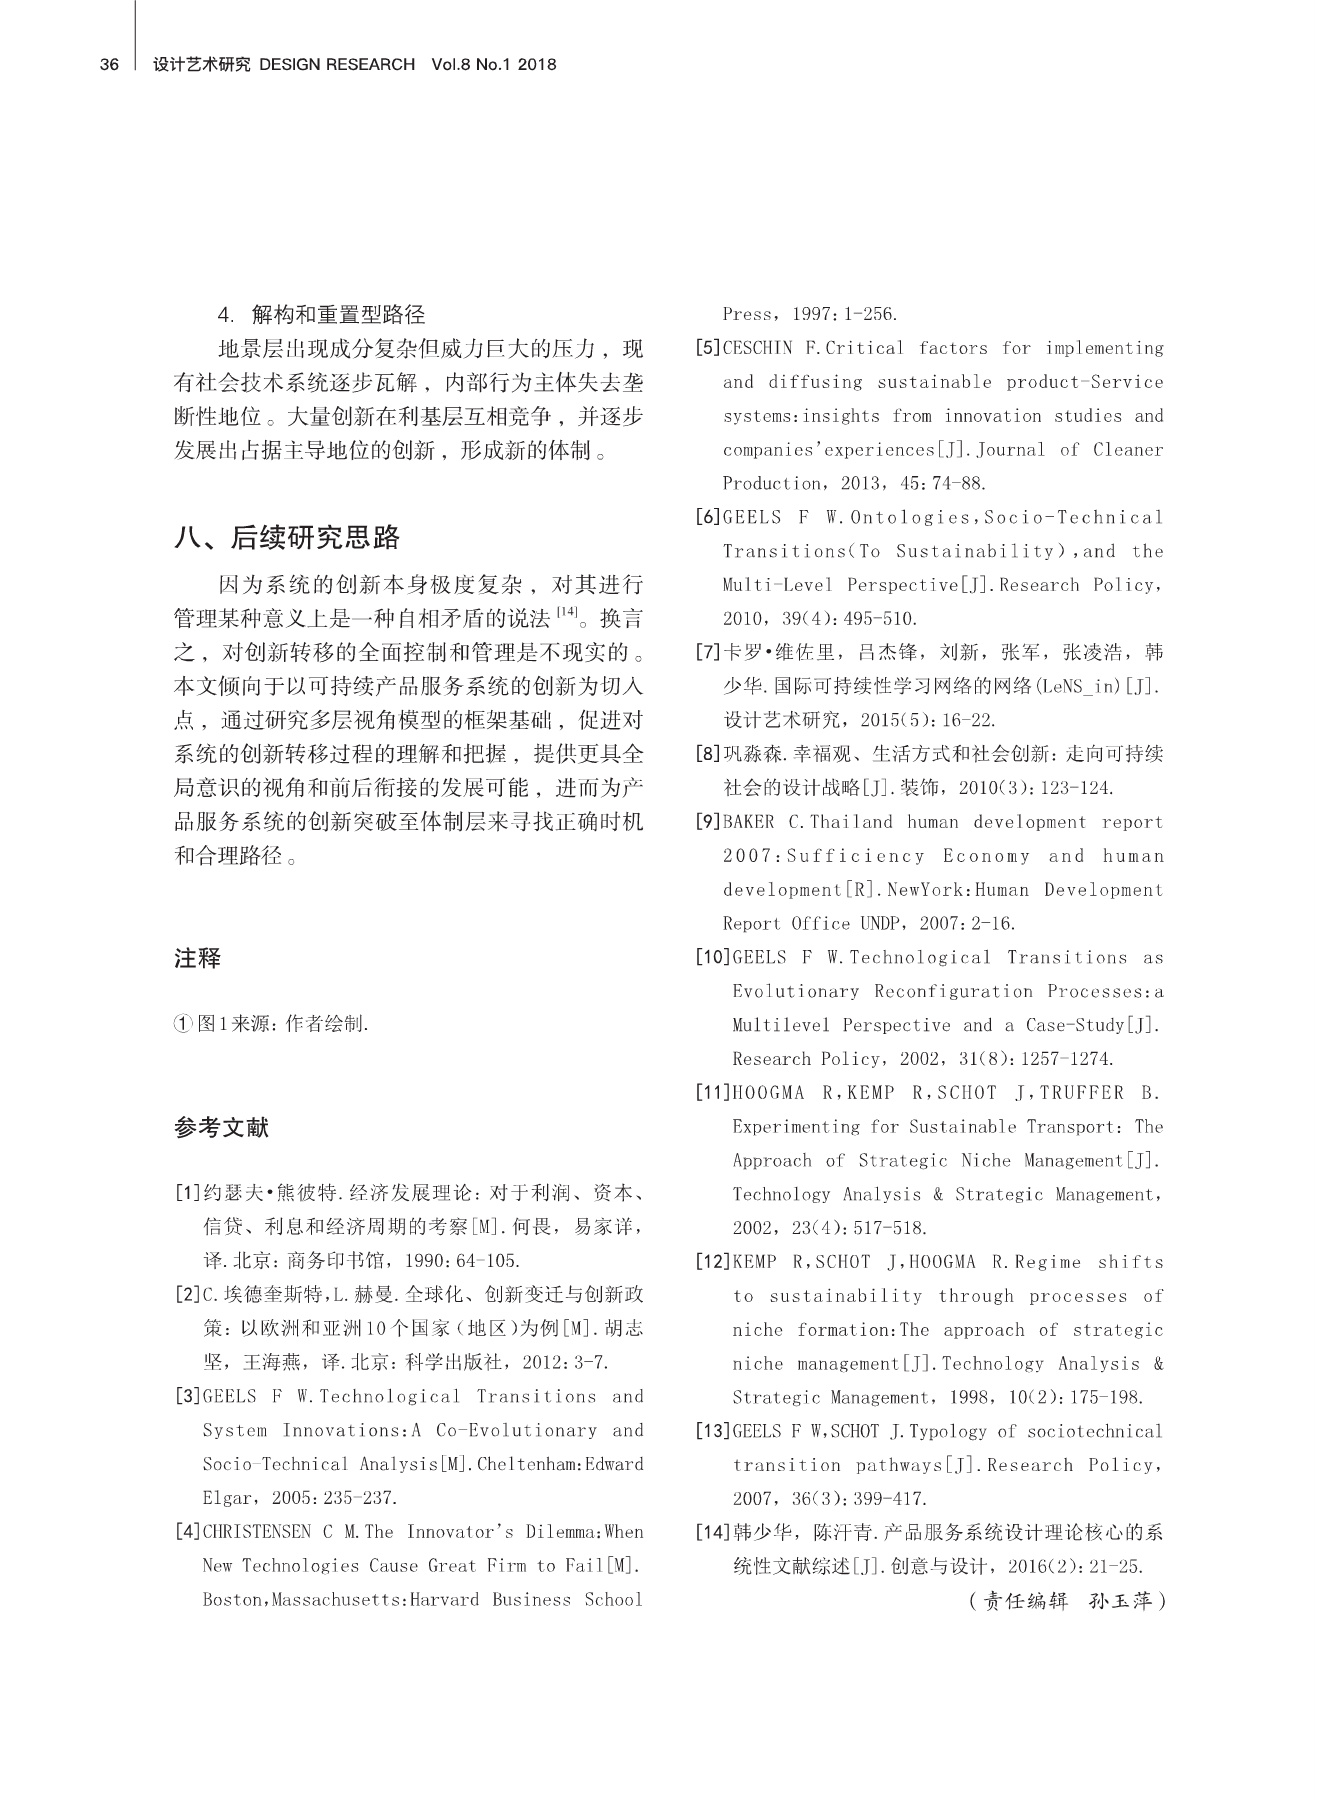 36 设计艺术研究 DESIGN RESEARCH Vol.8 No.1 2018
4. 解构和重置型路径
地景层出现成分复杂但威力巨大的压力，现
有社会技术系统逐步瓦解，内部行为主体失去垄
断性地位。大量创新在利基层互相竞争，并逐步
发展出占据主导地位的创新，形成新的体制。
八、后续研究思路
因为系统的创新本身极度复杂，对其进行
管理某种意义上是一种自相矛盾的说法[14]。换言
之，对创新转移的全面控制和管理是不现实的。
本文倾向于以可持续产品服务系统的创新为切入
点，通过研究多层视角模型的框架基础，促进对
系统的创新转移过程的理解和把握，提供更具全
局意识的视角和前后衔接的发展可能，进而为产
品服务系统的创新突破至体制层来寻找正确时机
和合理路径。
注释
①图1来源：作者绘制.
参考文献
[1]约瑟夫•熊彼特.经济发展理论：对于利润、资本、
信贷、利息和经济周期的考察[M].何畏，易家详，
译.北京：商务印书馆，1990：64-105.
[2]C.埃德奎斯特,L.赫曼.全球化、创新变迁与创新政
策：以欧洲和亚洲10个国家（地区）为例[M].胡志
坚，王海燕，译.北京：科学出版社，2012：3-7.
[3]GEELS F W.Technological Transitions and
System Innovations:A Co-Evolutionary and
Socio-Technical Analysis[M].Cheltenham:Edward
Elgar，2005：235-237.
[4]CHRISTENSEN C M.The Innovator's Dilemma:When
New Technologies Cause Great Firm to Fail[M].
Boston,Massachusetts:Harvard Business School
Press，1997：1-256.
[5]CESCHIN F.Critical factors for implementing
and diffusing sustainable product-Service
systems:insights from innovation studies and
companies'experiences[J].Journal of Cleaner
Production，2013，45：74-88.
[6]GEELS F W.Ontologies,Socio-Technical
Transitions(To Sustainability),and the
Multi-Level Perspective[J].Research Policy，
2010，39(4)：495-510.
[7]卡罗•维佐里，吕杰锋，刘新，张军，张凌浩，韩
少华.国际可持续性学习网络的网络(LeNS_in)[J].
设计艺术研究，2015(5)：16-22.
[8]巩淼森.幸福观、生活方式和社会创新：走向可持续
社会的设计战略[J].装饰，2010(3)：123-124.
[9]BAKER C.Thailand human development report
2007:Sufficiency Economy and human
development[R].NewYork:Human Development
Report Office UNDP，2007：2-16.
[10]GEELS F W.Technological Transitions as
Evolutionary Reconfiguration Processes:a
Multilevel Perspective and a Case-Study[J].
Research Policy，2002，31(8)：1257-1274.
[11]HOOGMA R,KEMP R,SCHOT J,TRUFFER B.
Experimenting for Sustainable Transport: The
Approach of Strategic Niche Management[J].
Technology Analysis & Strategic Management，
2002，23(4)：517-518.
[12]KEMP R,SCHOT J,HOOGMA R.Regime shifts
to sustainability through processes of
niche formation:The approach of strategic
niche management[J].Technology Analysis &
Strategic Management，1998，10(2)：175-198.
[13]GEELS F W,SCHOT J.Typology of sociotechnical
transition pathways[J].Research Policy，
2007，36(3)：399-417.
[14]韩少华，陈汗青.产品服务系统设计理论核心的系
统性文献综述[J].创意与设计，2016(2)：21-25.
（责任编辑 孙玉萍）